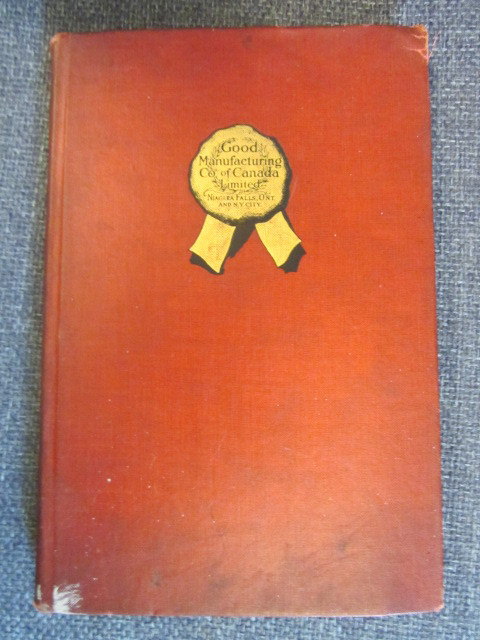 Good
Manufacturing
Co. of Canada
Limited
Niagara Falls, Ont.
and N.Y. City.